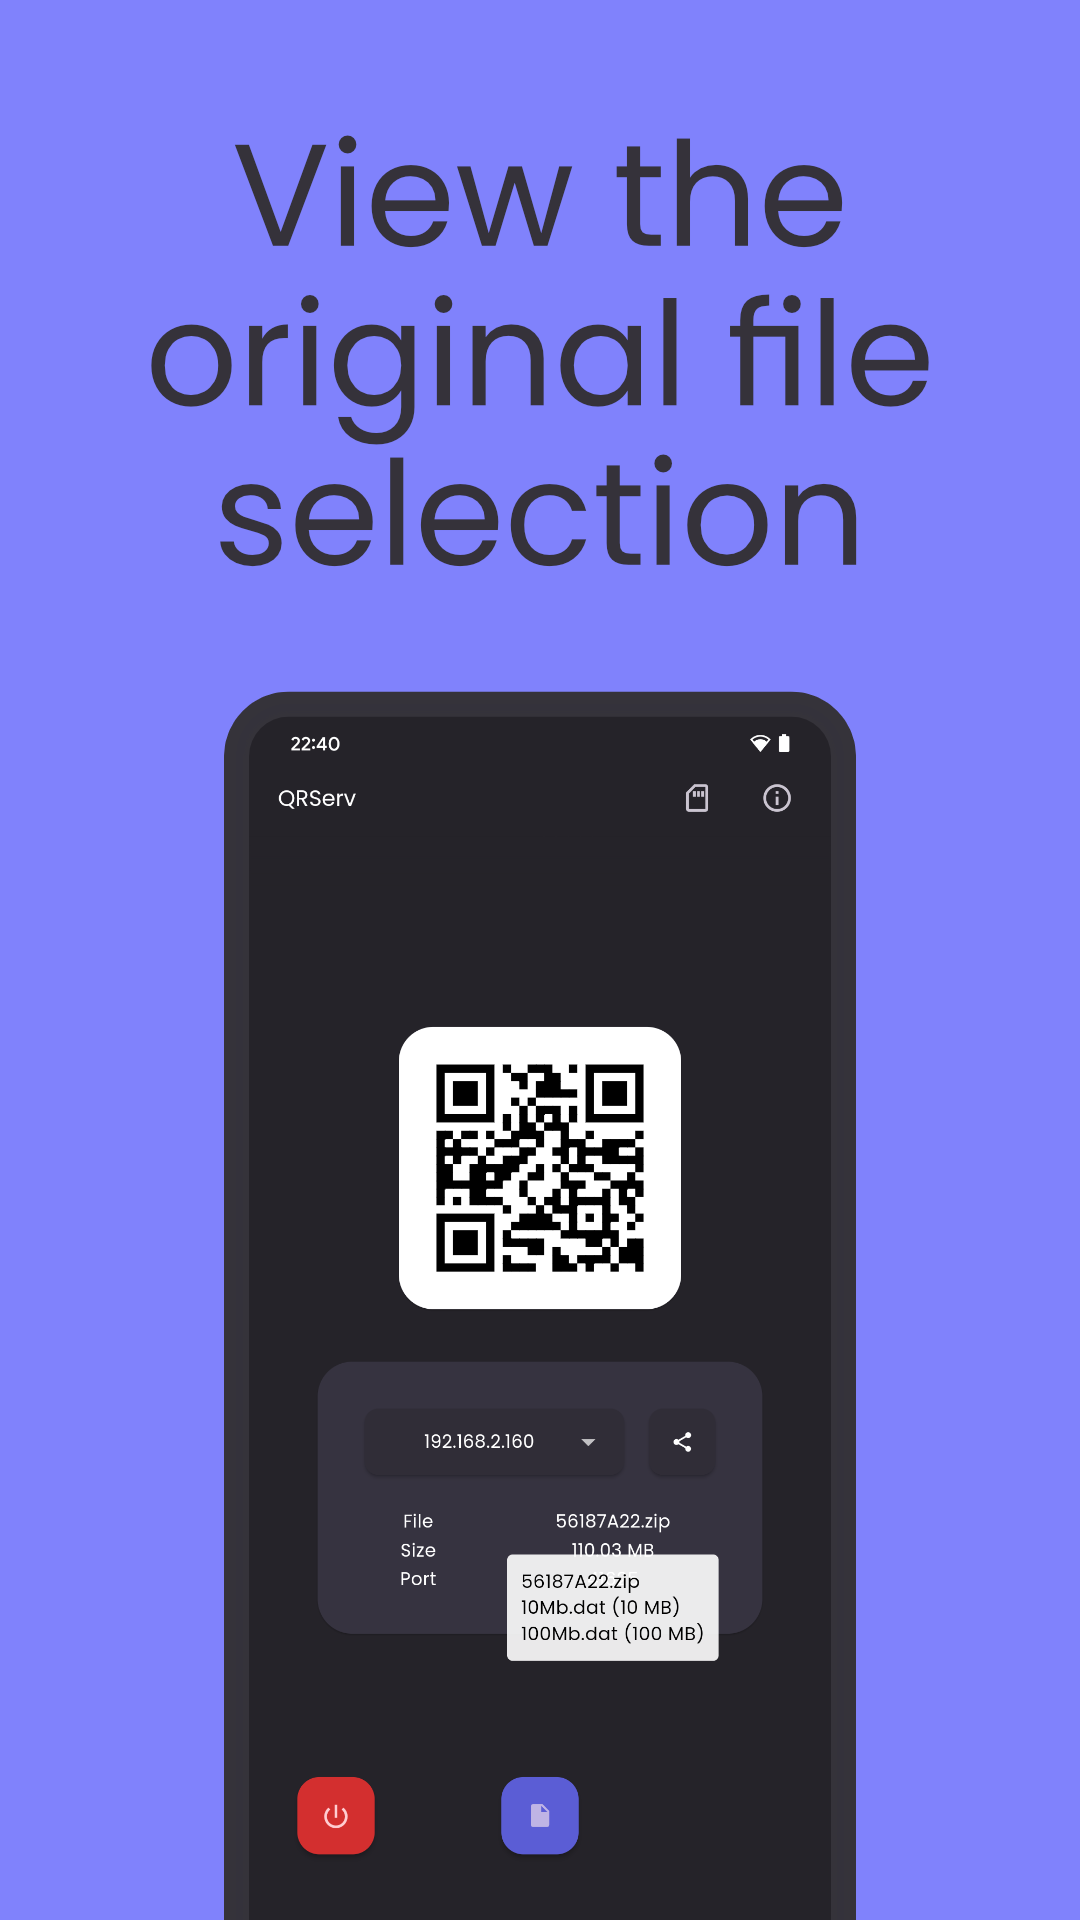 View the
original file
selection
22:40
QRServ
192.168.2.160
File 56187A22.zip
Size 110.03 MB
Port
56187A22.zip
10Mb.dat (10 MB)
100Mb.dat (100 MB)